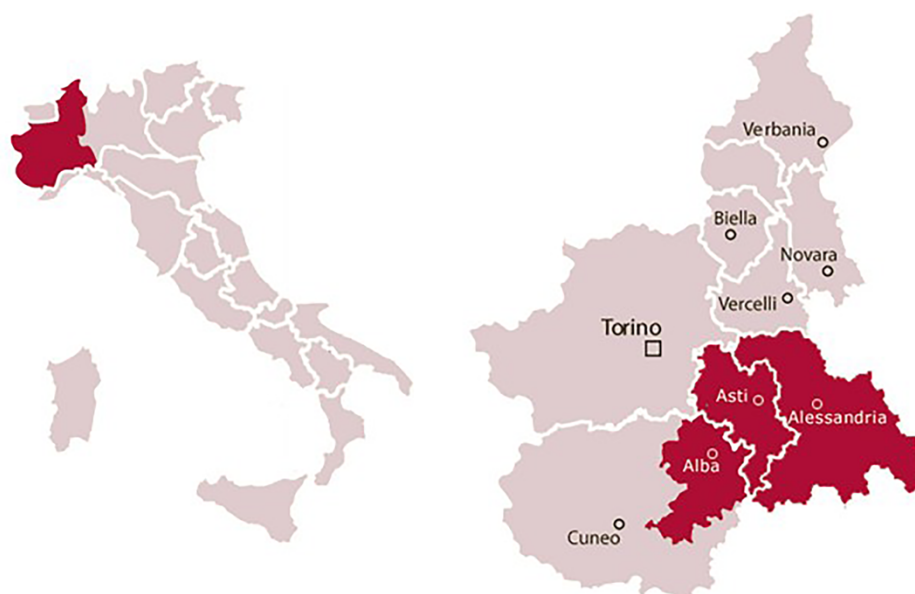 Verbania
Biella
Novara
Vercelli
Torino
Asti
Alessandria
Alba
Cuneo